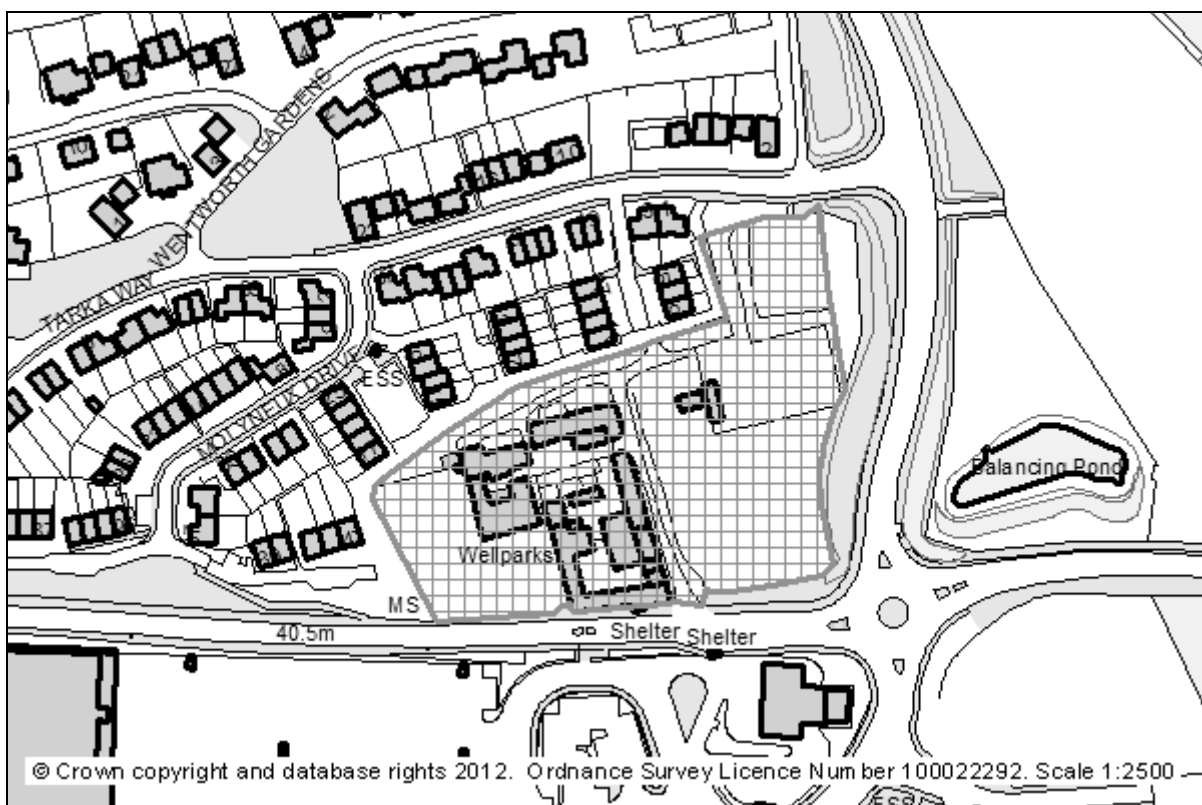 WENTWORTH GARDENS
TARKA WAY
ESS
MOLYNEUX DRIVE
Balancing Pond
Wellparks
MS
40.5m
Shelter
Shelter
© Crown copyright and database rights 2012. Ordnance Survey Licence Number 100022292. Scale 1:2500
ESS